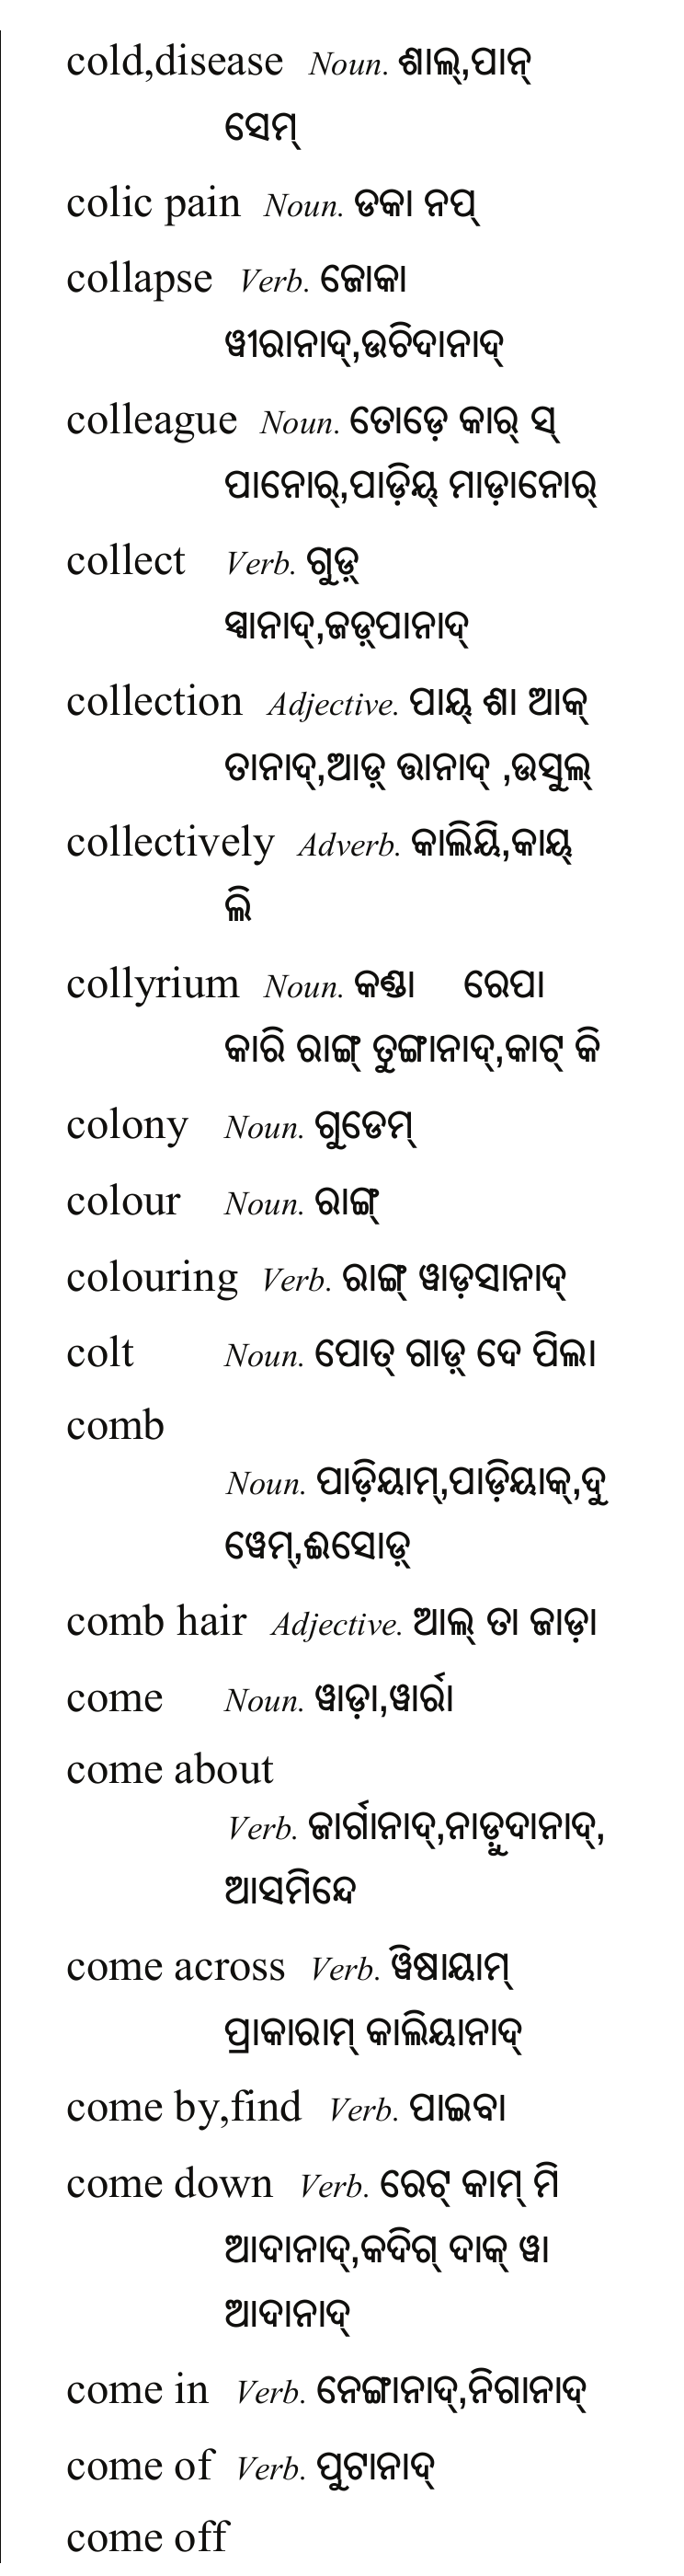 cold,disease Noun. ଶାଲ୍,ପାନ୍
ସେମ୍
colic pain Noun. ଡକା ନପ୍
collapse Verb. ଜୋକା
ୱୀରାନାଦ୍,ଉଚିଦାନାଦ୍
colleague Noun. ତୋଡ଼େ କାର୍ ସ୍
ପାନୋର୍,ପାଡ଼ିୟ୍ ମାଡ଼ାନୋର୍
collect Verb. ଗୁଡ଼୍
ସ୍ୱାନାଦ୍,ଜଡ଼୍ପାନାଦ୍
collection Adjective. ପାୟ୍ ଶା ଆକ୍
ତାନାଦ୍,ଆଡ଼୍ ତ୍ତାନାଦ୍ ,ଉସୁଲ୍
collectively Adverb. କାଲିୟି,କାୟ୍
ଲି
collyrium Noun. କଣ୍ଡା ରେପା
କାରି ରାଙ୍ଗ୍ ତୁଙ୍ଗାନାଦ୍,କାଟ୍ କି
colony Noun. ଗୁଡେମ୍
colour Noun. ରାଙ୍ଗ୍
colouring Verb. ରାଙ୍ଗ୍ ୱାଡ଼ସାନାଦ୍
colt Noun. ପୋତ୍ ଗାଡ଼୍ ଦେ ପିଲା
comb
Noun. ପାଡ଼ିୟାମ୍,ପାଡ଼ିୟାକ୍,ଦୁ
ୱେମ୍,ଈସୋଡ଼୍
comb hair Adjective. ଆଲ୍ ତା ଜାଡ଼ା
come Noun. ୱାଡ଼ା,ୱାର୍ରା
come about
Verb. ଜାର୍ଗାନାଦ୍,ନାଡ଼ୁଦାନାଦ୍,
ଆସମିନ୍ଦେ
come across Verb. ୱିଷାୟାମ୍
ପ୍ରାକାରାମ୍ କାଲିୟାନାଦ୍
come by,find Verb. ପାଇବା
come down Verb. ରେଟ୍ କାମ୍ ମି
ଆଦାନାଦ୍,କଦିଗ୍ ଦାକ୍ ୱା
ଆଦାନାଦ୍
come in Verb. ନେଙ୍ଗାନାଦ୍,ନିଗାନାଦ୍
come of Verb. ପୁଟାନାଦ୍
come off